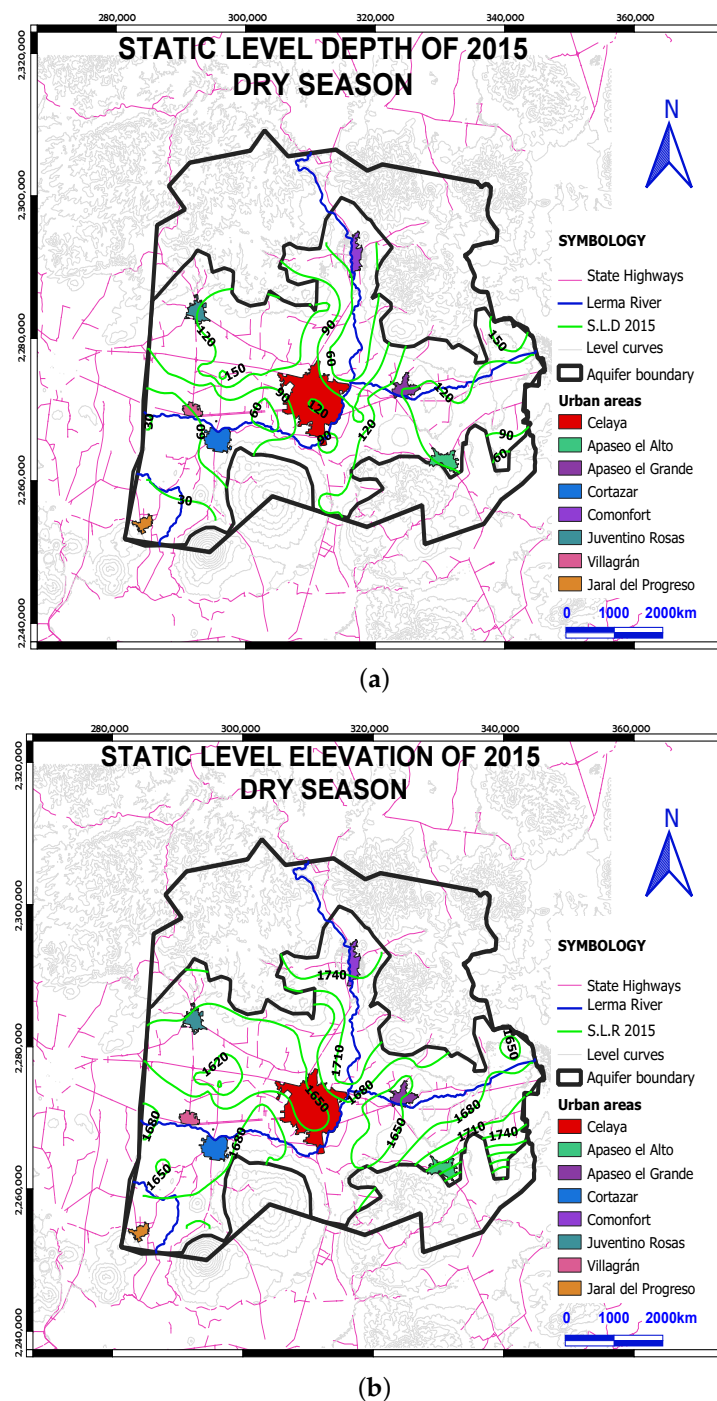 280,000 300,000 320,000 340,000 360,000
2,320,000
STATIC LEVEL DEPTH OF 2015
DRY SEASON
N
2,300,000
SYMBOLOGY
State Highways
Lerma River
S.L.D 2015
Level curves
Aquifer boundary
Urban areas
Celaya
Apaseo el Alto
Apaseo el Grande
Cortazar
Comonfort
Juventino Rosas
Villagrán
Jaral del Progreso
0 1000 2000km
2,280,000
120
90
150
150
60
120
90
120
30
60
60
90
120
90
60
30
2,260,000
2,240,000
(a)
280,000 300,000 320,000 340,000 360,000
2,320,000
STATIC LEVEL ELEVATION OF 2015
DRY SEASON
N
2,300,000
SYMBOLOGY
State Highways
Lerma River
S.L.R 2015
Level curves
Aquifer boundary
Urban areas
Celaya
Apaseo el Alto
Apaseo el Grande
Cortazar
Comonfort
Juventino Rosas
Villagrán
Jaral del Progreso
0 1000 2000km
1740
2,280,000
1650
1620
1710
1650
1680
1680
1680
1680
1650
1710
1740
1650
2,260,000
2,240,000
(b)